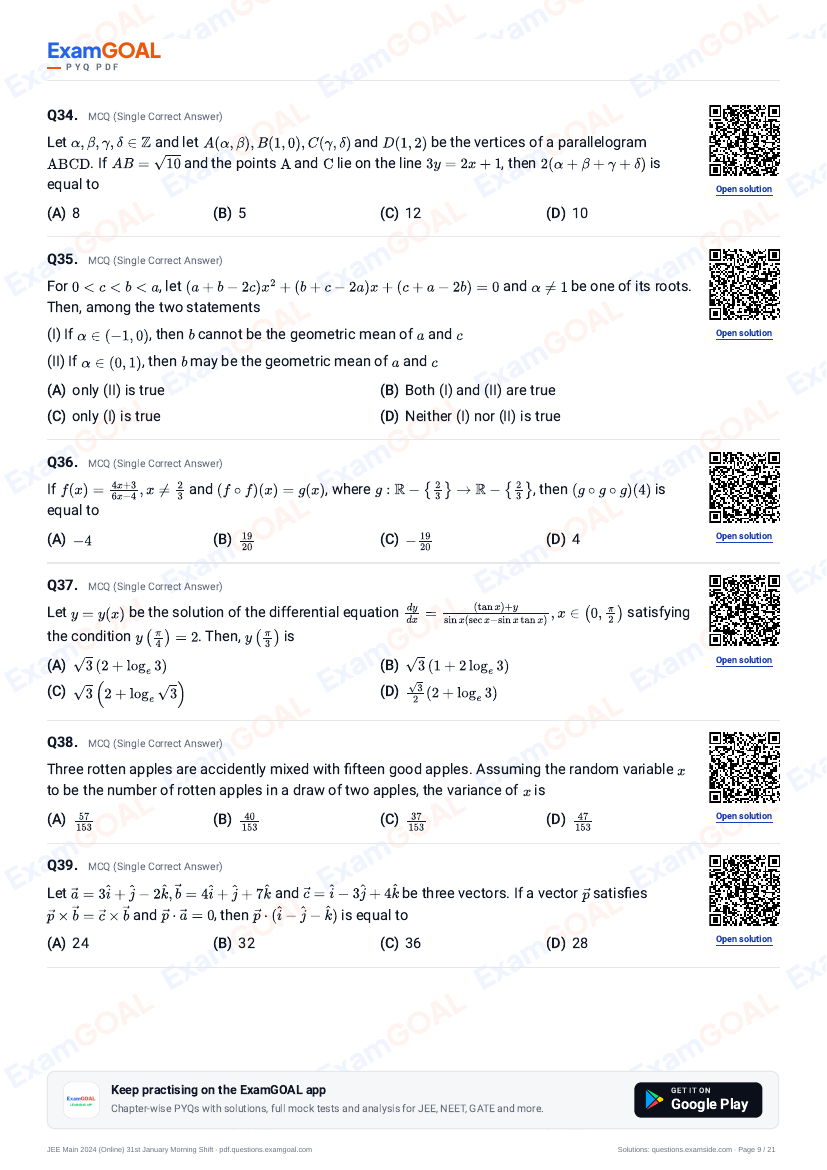 ExamGOAL
PYQ PDF
Q34. MCQ (Single Correct Answer)
Let α, β, γ, δ ∈ ℤ and let A(α, β), B(1, 0), C(γ, δ) and D(1, 2) be the vertices of a parallelogram
ABCD. If AB = √10 and the points A and C lie on the line 3y = 2x + 1, then 2(α + β + γ + δ) is
equal to
Open solution
(A) 8 (B) 5 (C) 12 (D) 10
Q35. MCQ (Single Correct Answer)
For 0 < c < b < a, let (a + b − 2c)x² + (b + c − 2a)x + (c + a − 2b) = 0 and α ≠ 1 be one of its roots.
Then, among the two statements
Open solution
(I) If α ∈ (−1, 0), then b cannot be the geometric mean of a and c
(II) If α ∈ (0, 1), then b may be the geometric mean of a and c
(A) only (II) is true (B) Both (I) and (II) are true
(C) only (I) is true (D) Neither (I) nor (II) is true
Q36. MCQ (Single Correct Answer)
If f(x) = (4x+3)/(6x−4), x ≠ 2/3 and (f ∘ f)(x) = g(x), where g : ℝ − {2/3} → ℝ − {2/3}, then (g ∘ g ∘ g)(4) is
equal to
Open solution
(A) −4 (B) 19/20 (C) −19/20 (D) 4
Q37. MCQ (Single Correct Answer)
Let y = y(x) be the solution of the differential equation dy/dx = ((tan x)+y)/(sin x(sec x−sin x tan x)), x ∈ (0, π/2) satisfying
the condition y(π/4) = 2. Then, y(π/3) is
Open solution
(A) √3(2 + logₑ 3) (B) √3(1 + 2 logₑ 3)
(C) √3(2 + logₑ √3) (D) √3/2(2 + logₑ 3)
Q38. MCQ (Single Correct Answer)
Three rotten apples are accidently mixed with fifteen good apples. Assuming the random variable x
to be the number of rotten apples in a draw of two apples, the variance of x is
Open solution
(A) 57/153 (B) 40/153 (C) 37/153 (D) 47/153
Q39. MCQ (Single Correct Answer)
Let a⃗ = 3î + ĵ − 2k̂, b⃗ = 4î + ĵ + 7k̂ and c⃗ = î − 3ĵ + 4k̂ be three vectors. If a vector p⃗ satisfies
p⃗ × b⃗ = c⃗ × b⃗ and p⃗ · a⃗ = 0, then p⃗ · (î − ĵ − k̂) is equal to
Open solution
(A) 24 (B) 32 (C) 36 (D) 28
ExamGOAL
Keep practising on the ExamGOAL app
Chapter-wise PYQs with solutions, full mock tests and analysis for JEE, NEET, GATE and more.
GET IT ON
Google Play
JEE Main 2024 (Online) 31st January Morning Shift · pdf.questions.examgoal.com
Solutions: questions.examside.com · Page 9 / 21